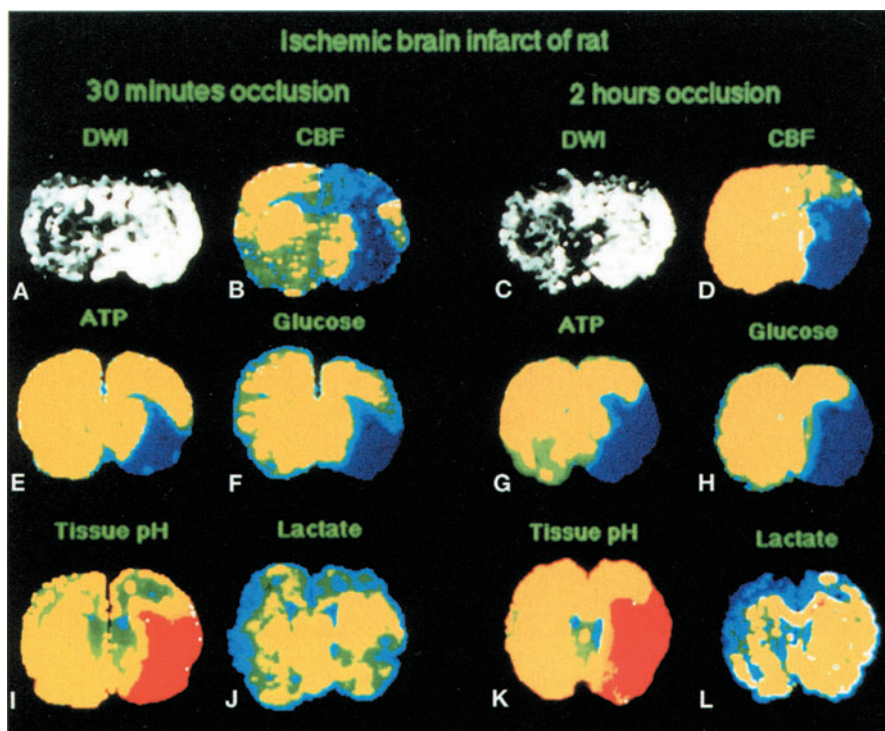 Ischemic brain infarct of rat
30 minutes occlusion 2 hours occlusion
DWI CBF DWI CBF
A B C D
ATP Glucose ATP Glucose
E F G H
Tissue pH Lactate Tissue pH Lactate
I J K L